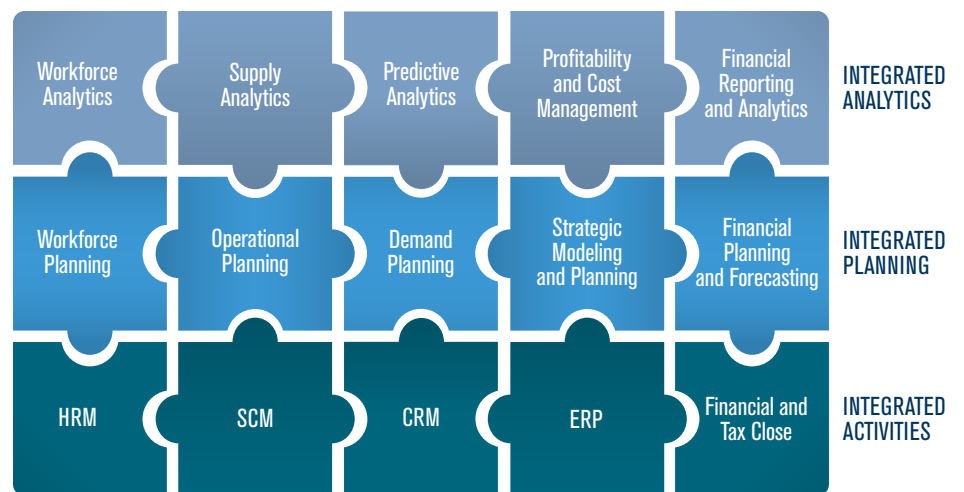 Workforce
Analytics
Supply
Analytics
Predictive
Analytics
Profitability
and Cost
Management
Financial
Reporting
and Analytics
INTEGRATED
ANALYTICS
Workforce
Planning
Operational
Planning
Demand
Planning
Strategic
Modeling
and Planning
Financial
Planning
and Forecasting
INTEGRATED
PLANNING
HRM
SCM
CRM
ERP
Financial and
Tax Close
INTEGRATED
ACTIVITIES